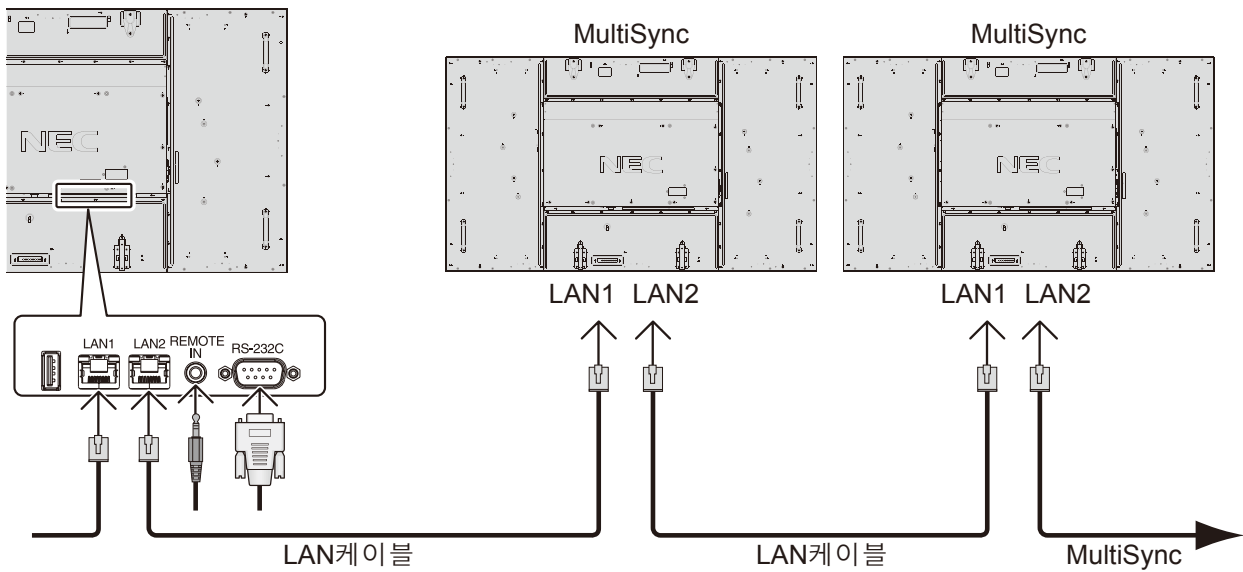 MultiSync
MultiSync
NEC
NEC
NEC
LAN1 LAN2
LAN1 LAN2
LAN1 LAN2 REMOTE IN RS-232C
LAN케이블
LAN케이블
MultiSync